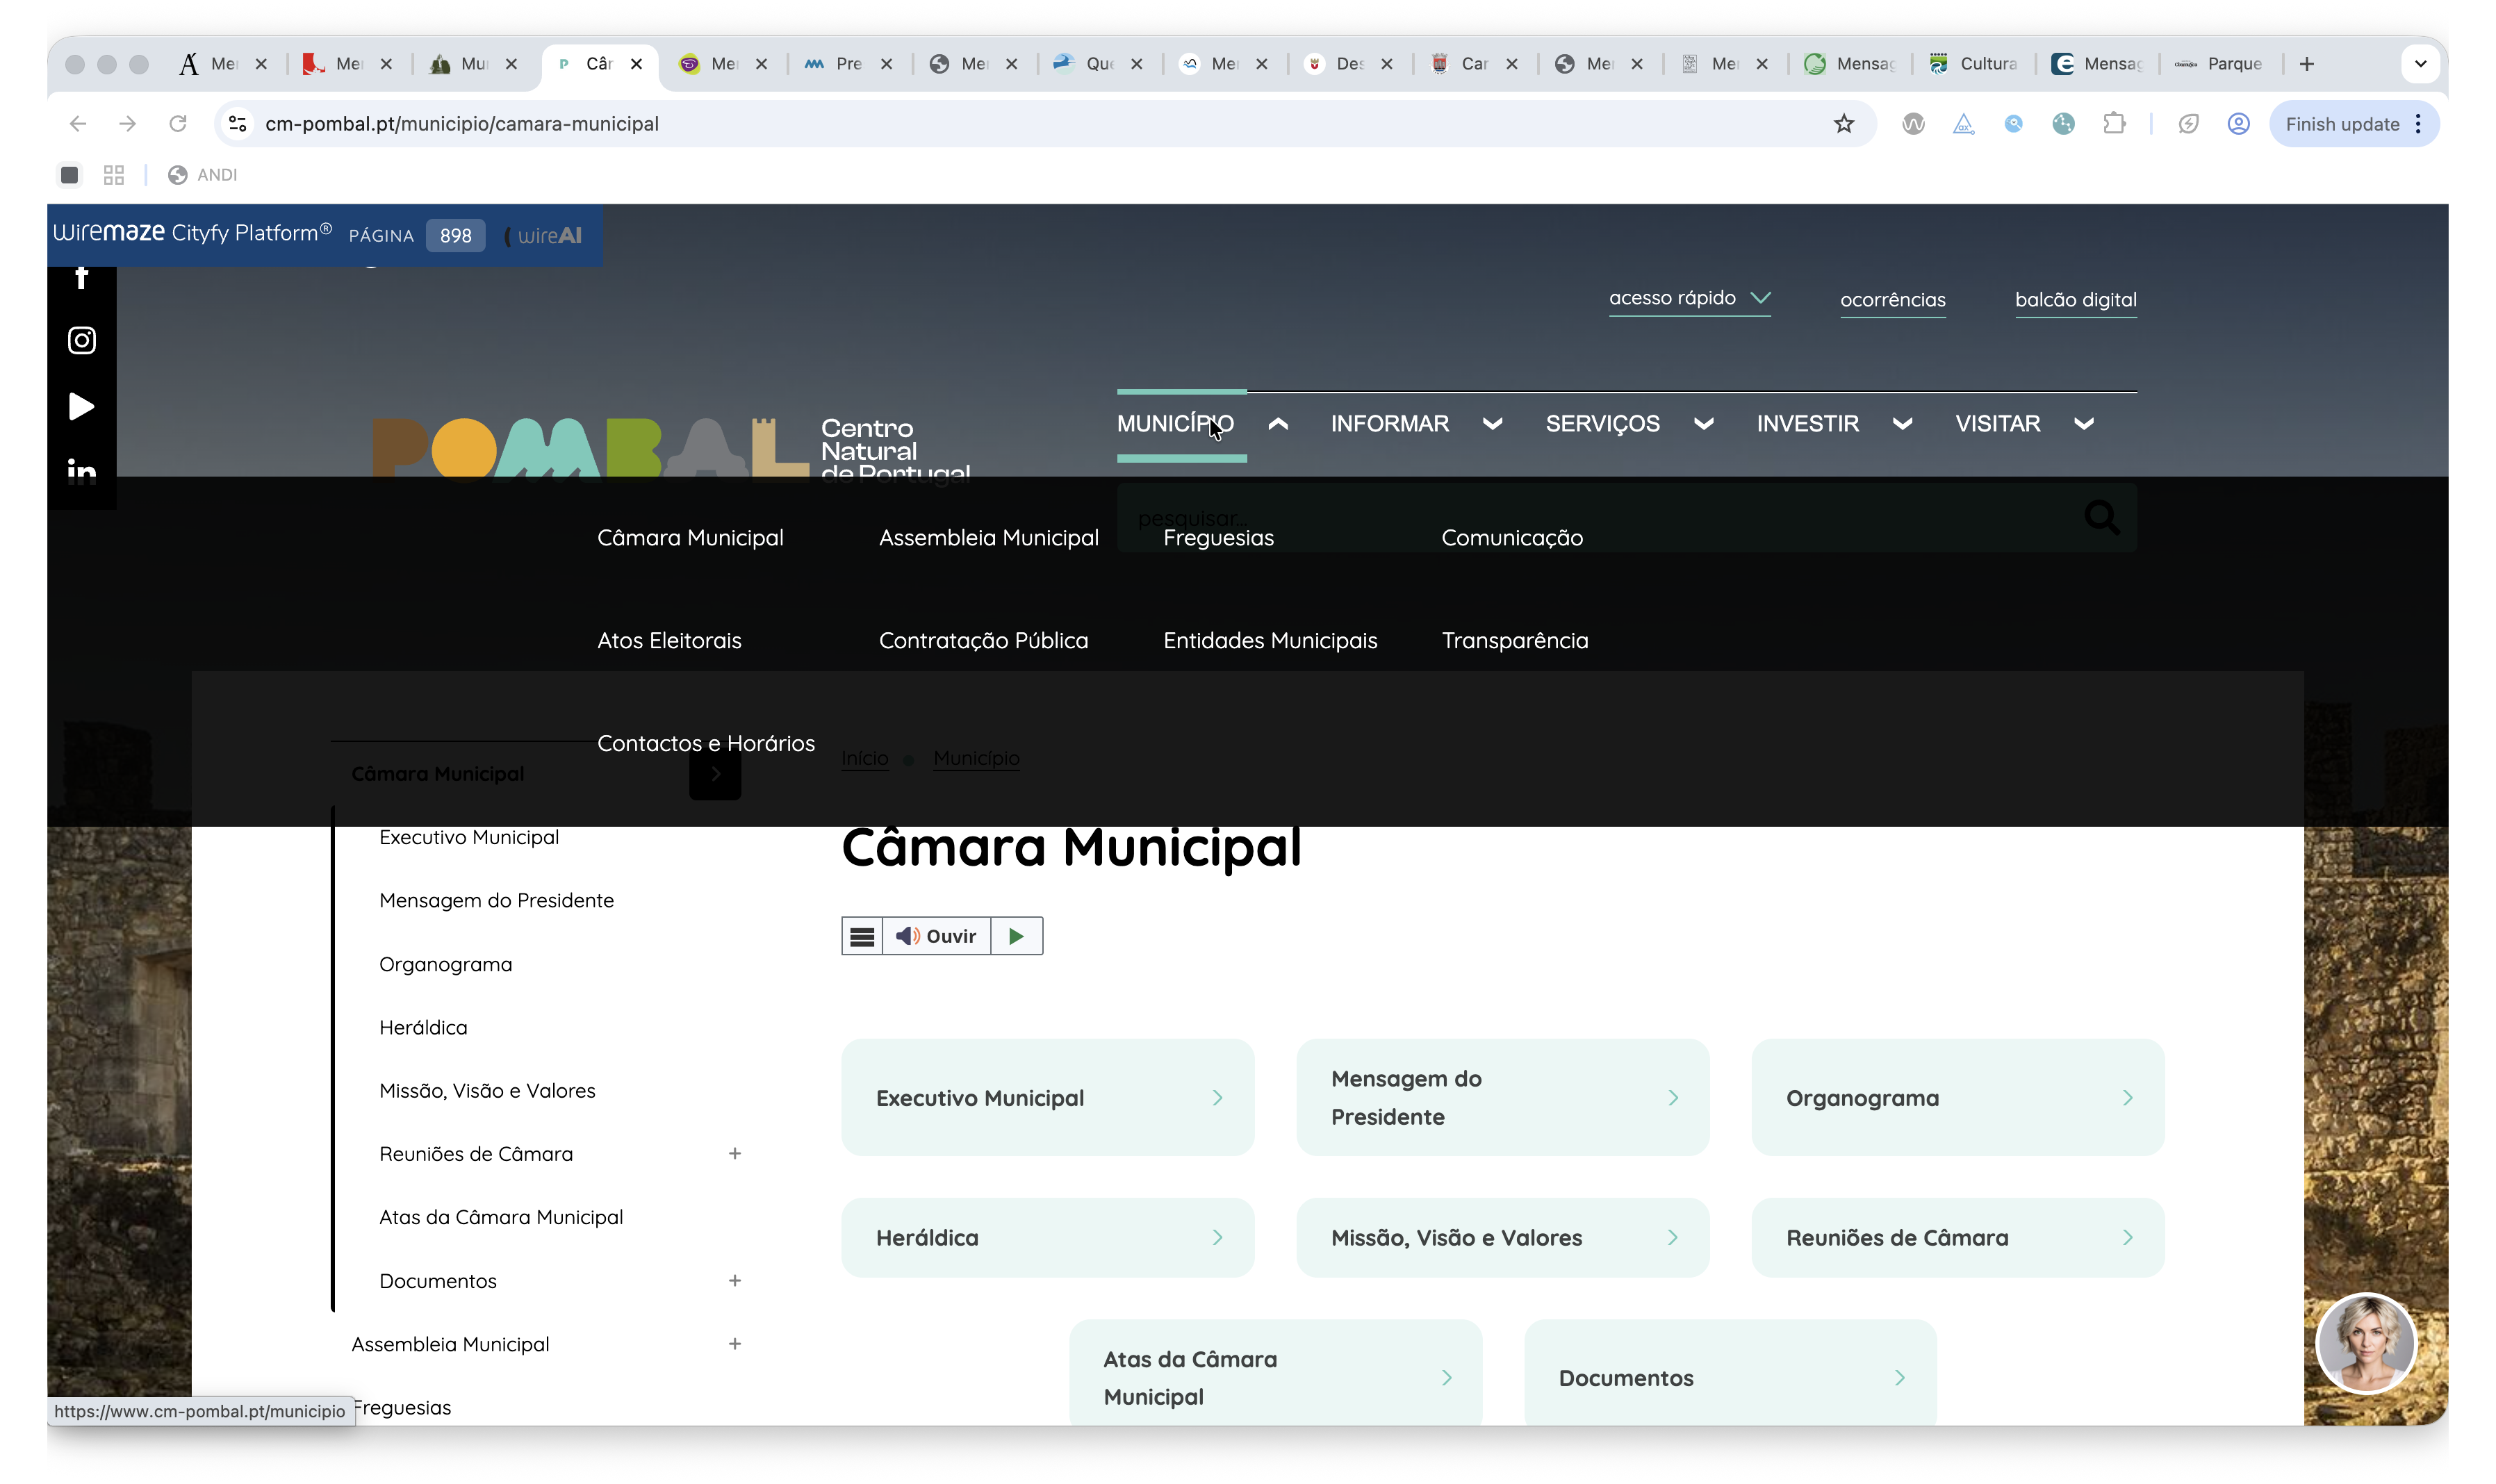 Á Me
Me
Mu
P Câr
Me
Pre
Me
Qu
Me
Des
Car
Me
Me
Mensa
Cultura
Mensa
Parque
cm-pombal.pt/municipio/camara-municipal
Finish update
ANDI
wiremaze Cityfy Platform® PÁGINA 898 wireAI
acesso rápido
ocorrências
balcão digital
POMBAL
Centro
Natural
de Portugal
MUNICÍPIO
INFORMAR
SERVIÇOS
INVESTIR
VISITAR
pesquisar...
Câmara Municipal
Assembleia Municipal
Freguesias
Comunicação
Atos Eleitorais
Contratação Pública
Entidades Municipais
Transparência
Contactos e Horários
Início
Município
Câmara Municipal
Executivo Municipal
Mensagem do Presidente
Organograma
Heráldica
Missão, Visão e Valores
Reuniões de Câmara +
Atas da Câmara Municipal
Documentos +
Assembleia Municipal +
Freguesias
Câmara Municipal
Ouvir
Executivo Municipal
Mensagem do
Presidente
Organograma
Heráldica
Missão, Visão e Valores
Reuniões de Câmara
Atas da Câmara
Municipal
Documentos
https://www.cm-pombal.pt/municipio